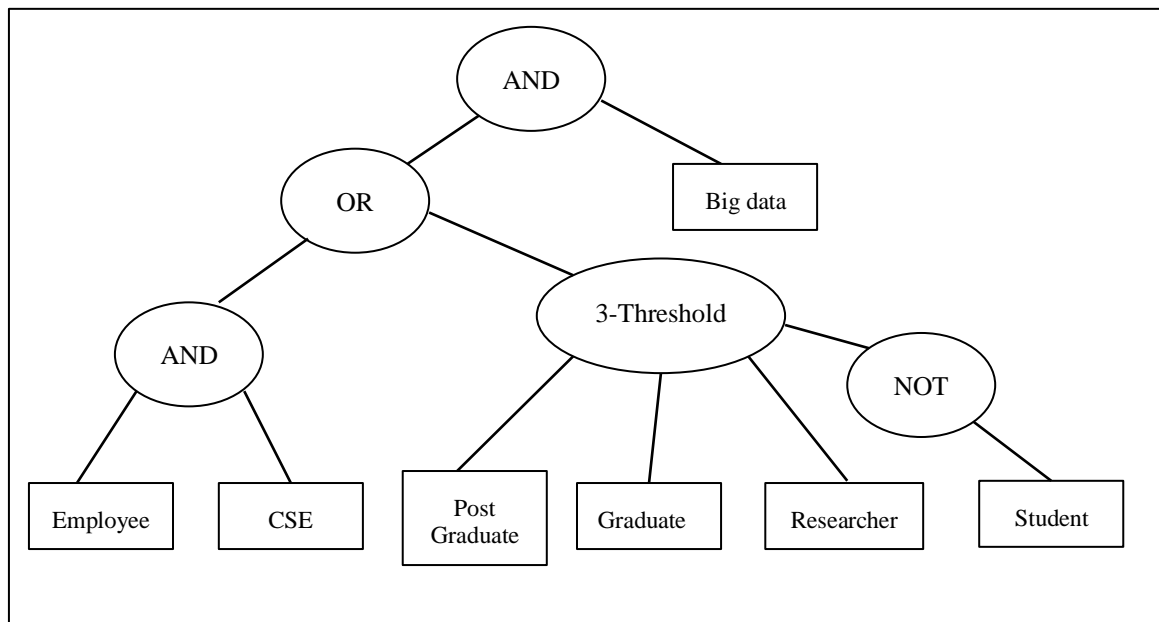 AND
OR
Big data
3-Threshold
AND
NOT
Employee
CSE
Post
Graduate
Graduate
Researcher
Student